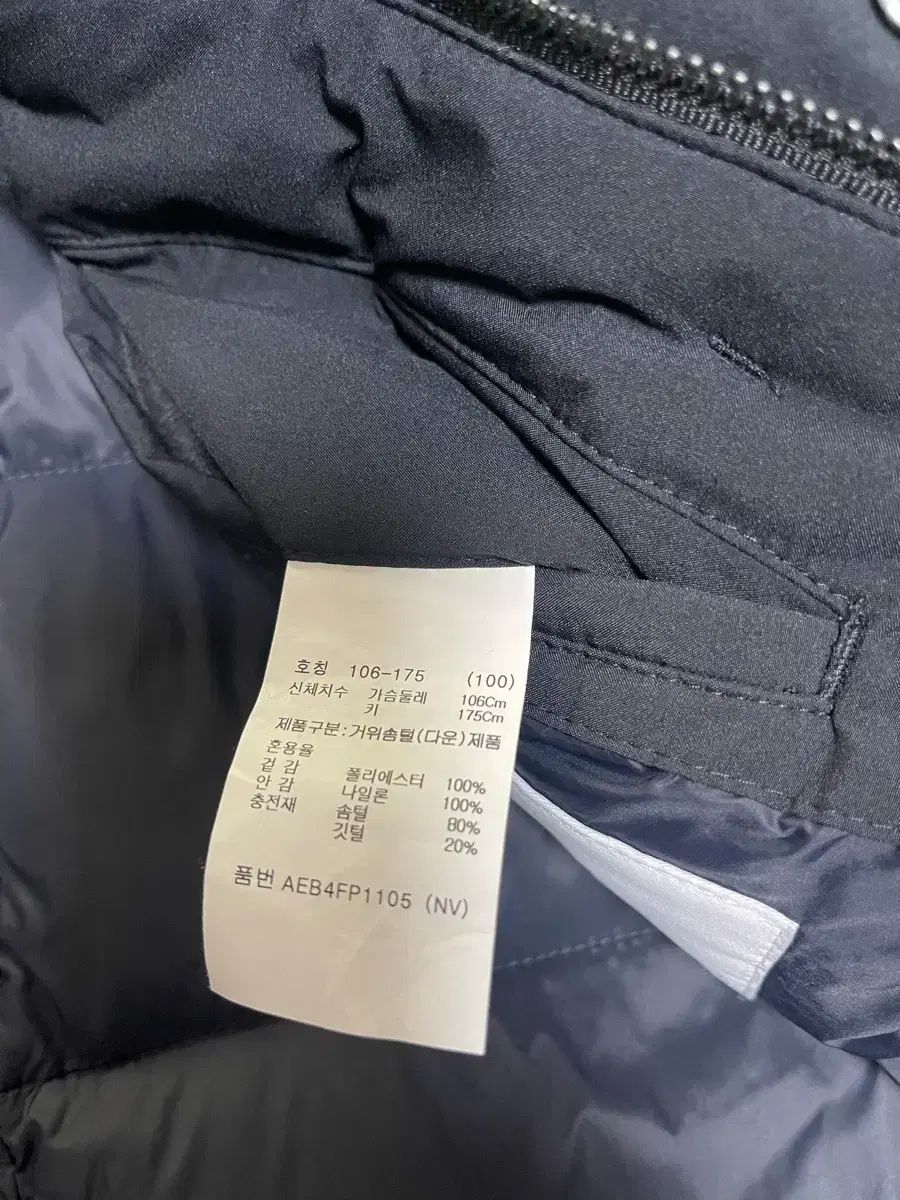 호칭 106-175 (100)
신체치수 가슴둘레 106Cm
키 175Cm
제품구분:거위솜털(다운)제품
혼용율
겉 감 폴리에스터 100%
안 감 나일론 100%
충전재 솜털 80%
깃털 20%
품번 AEB4FP1105 (NV)